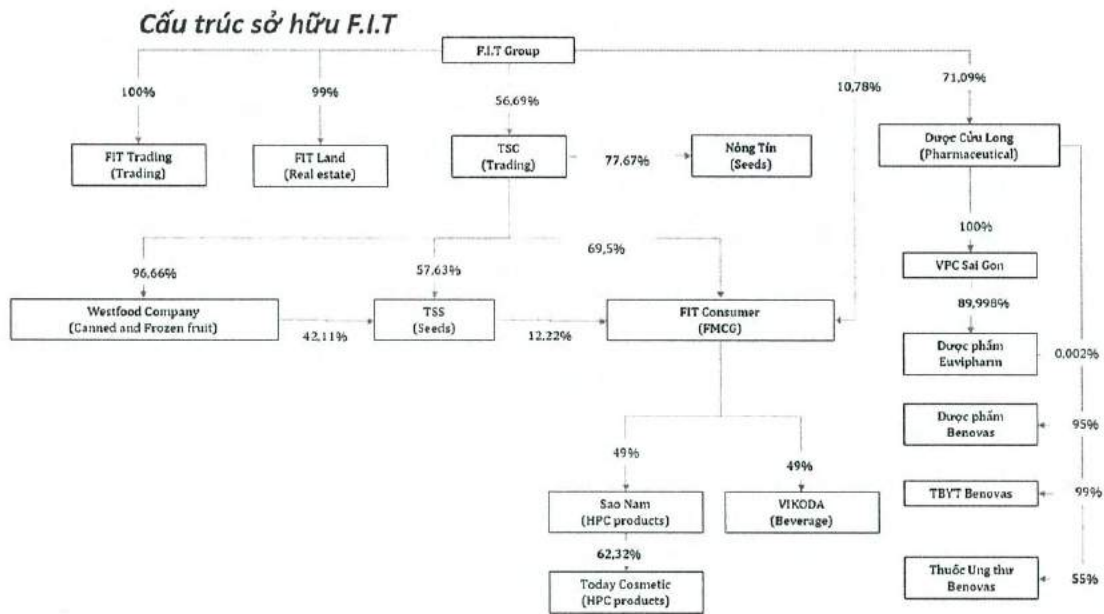 Cấu trúc sở hữu F.I.T
F.I.T Group
100%
99%
56,69%
10,78%
71,09%
FIT Trading
(Trading)
FIT Land
(Real estate)
TSC
(Trading)
77,67%
Nông Tín
(Seeds)
Dược Cửu Long
(Pharmaceutical)
96,66%
57,63%
69,5%
100%
VPC Sai Gon
89,998%
Westfood Company
(Canned and Frozen fruit)
42,11%
TSS
(Seeds)
12,22%
FIT Consumer
(FMCG)
Dược phẩm
Euvipharm
0,002%
Dược phẩm
Benovas
95%
49%
49%
Sao Nam
(HPC products)
VIKODA
(Beverage)
TBYT Benovas
99%
62,32%
Today Cosmetic
(HPC products)
Thuốc Ung thư
Benovas
55%